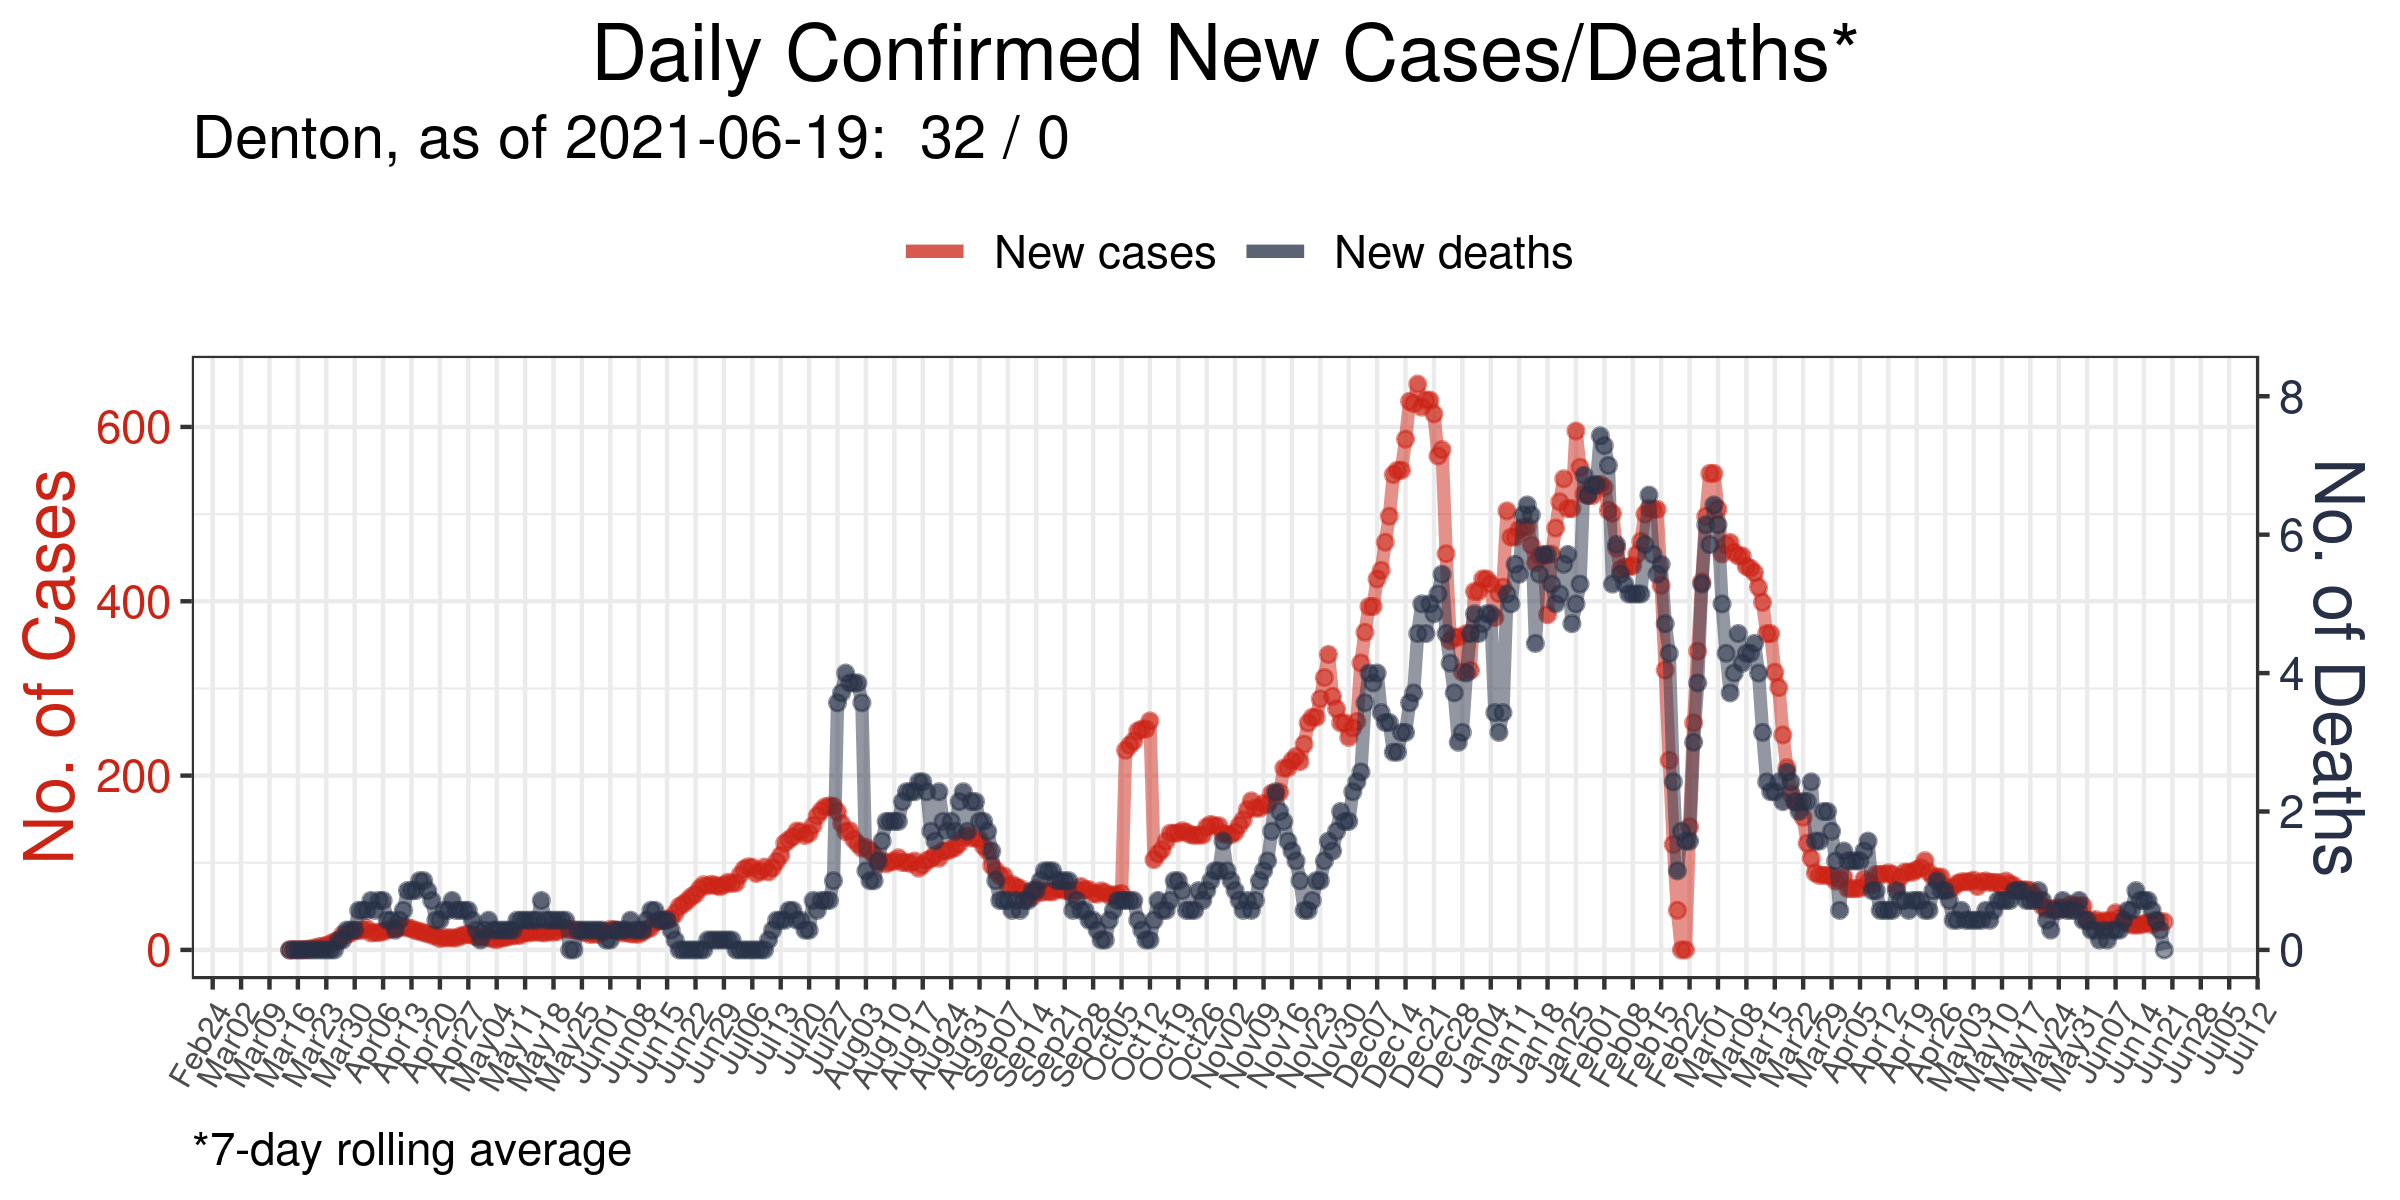 Daily Confirmed New Cases/Deaths*
Denton, as of 2021-06-19:  32 / 0
New cases
New deaths
No. of Cases
600
400
200
0
8
6
4
2
0
No. of Deaths
Feb24
Mar02
Mar09
Mar16
Mar23
Mar30
Apr06
Apr13
Apr20
Apr27
May04
May11
May18
May25
Jun01
Jun08
Jun15
Jun22
Jun29
Jul06
Jul13
Jul20
Jul27
Aug03
Aug10
Aug17
Aug24
Aug31
Sep07
Sep14
Sep21
Sep28
Oct05
Oct12
Oct19
Oct26
Nov02
Nov09
Nov16
Nov23
Nov30
Dec07
Dec14
Dec21
Dec28
Jan04
Jan11
Jan18
Jan25
Feb01
Feb08
Feb15
Feb22
Mar01
Mar08
Mar15
Mar22
Mar29
Apr05
Apr12
Apr19
Apr26
May03
May10
May17
May24
May31
Jun07
Jun14
Jun21
Jun28
Jul05
Jul12
*7-day rolling average